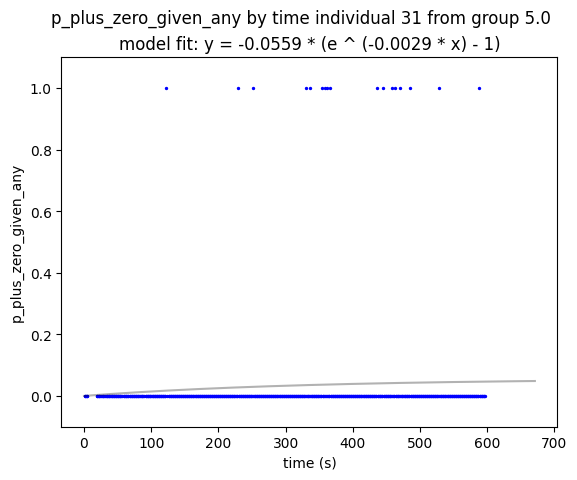 p_plus_zero_given_any by time individual 31 from group 5.0
model fit: y = -0.0559 * (e ^ (-0.0029 * x) - 1)
p_plus_zero_given_any
1.0
0.8
0.6
0.4
0.2
0.0
0 100 200 300 400 500 600 700
time (s)